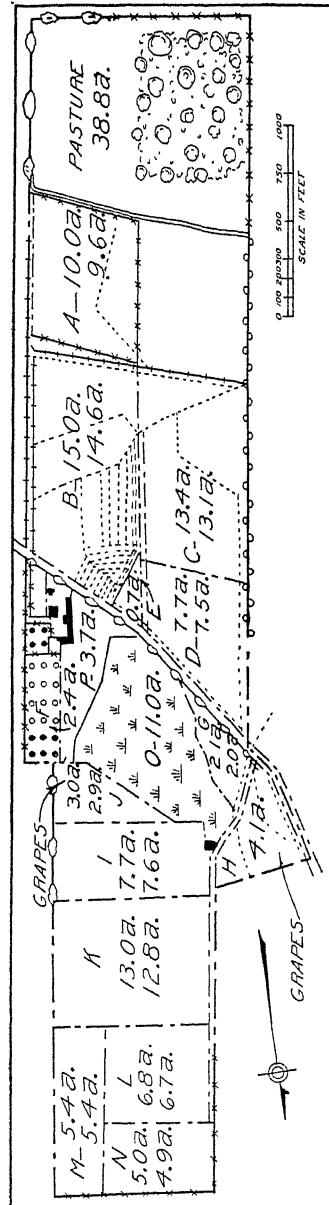 PASTURE
38.8a.
A-10.0a.
9.6a.
B-15.0a.
14.6a.
C-13.4a.
13.1a.
D-7.7a.
7.5a.
0.7a.
E
F
2.4a.
P-3.7a.
O-11.0a.
G
2.1a.
2.0a.
H
4.1a.
3.0a.
2.9a.
J
I
7.7a.
7.6a.
K
13.0a.
12.8a.
L
6.8a.
6.7a.
M-5.4a.
5.4a.
N
5.0a.
4.9a.
GRAPES
GRAPES
0 100 200 300 500 750 1000
SCALE IN FEET